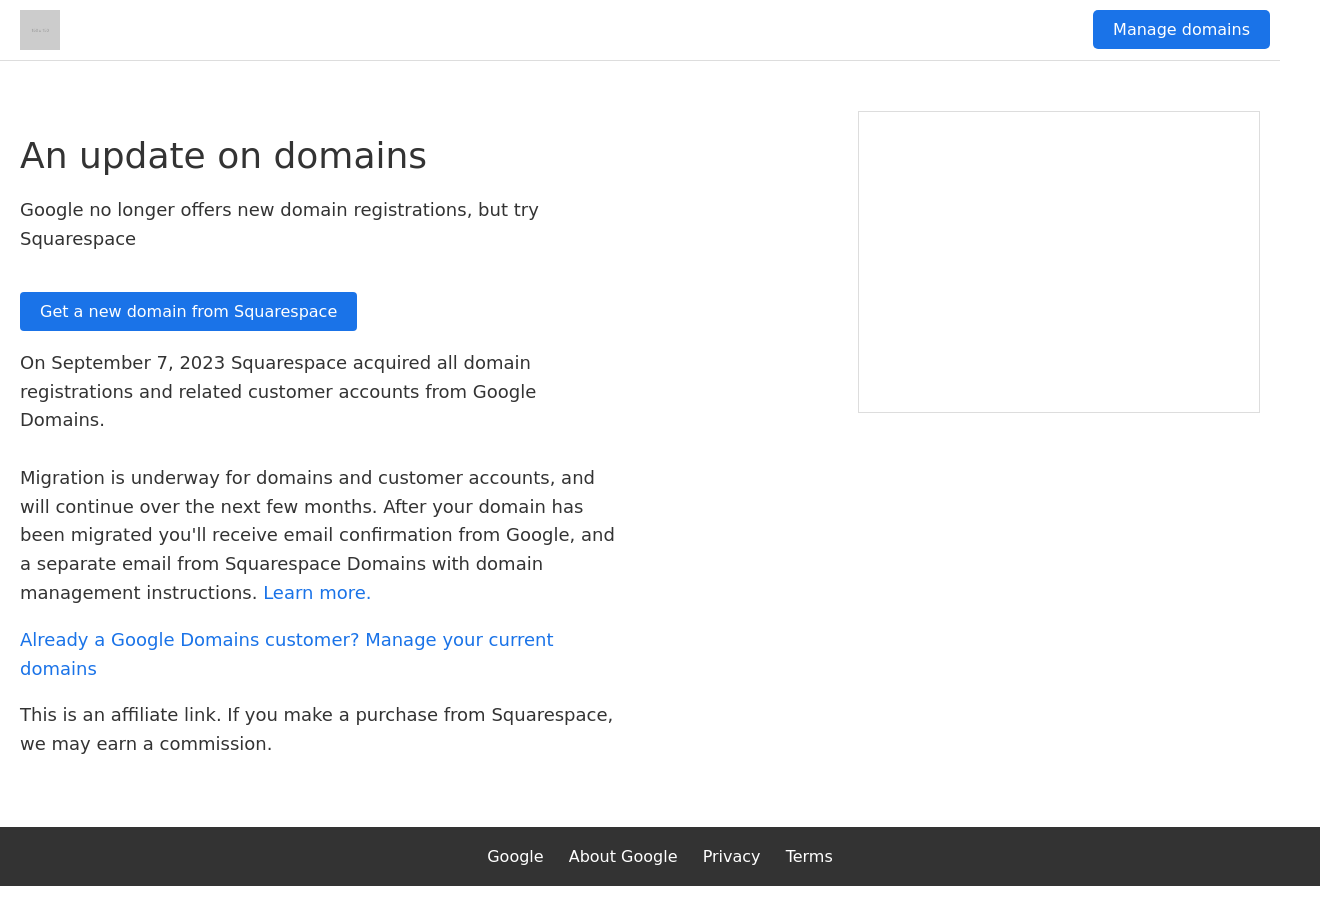 Manage domains
An update on domains
Google no longer offers new domain registrations, but try
Squarespace
Get a new domain from Squarespace
On September 7, 2023 Squarespace acquired all domain
registrations and related customer accounts from Google
Domains.
Migration is underway for domains and customer accounts, and
will continue over the next few months. After your domain has
been migrated you'll receive email confirmation from Google, and
a separate email from Squarespace Domains with domain
management instructions. Learn more.
Already a Google Domains customer? Manage your current
domains
This is an affiliate link. If you make a purchase from Squarespace,
we may earn a commission.
Google About Google Privacy Terms